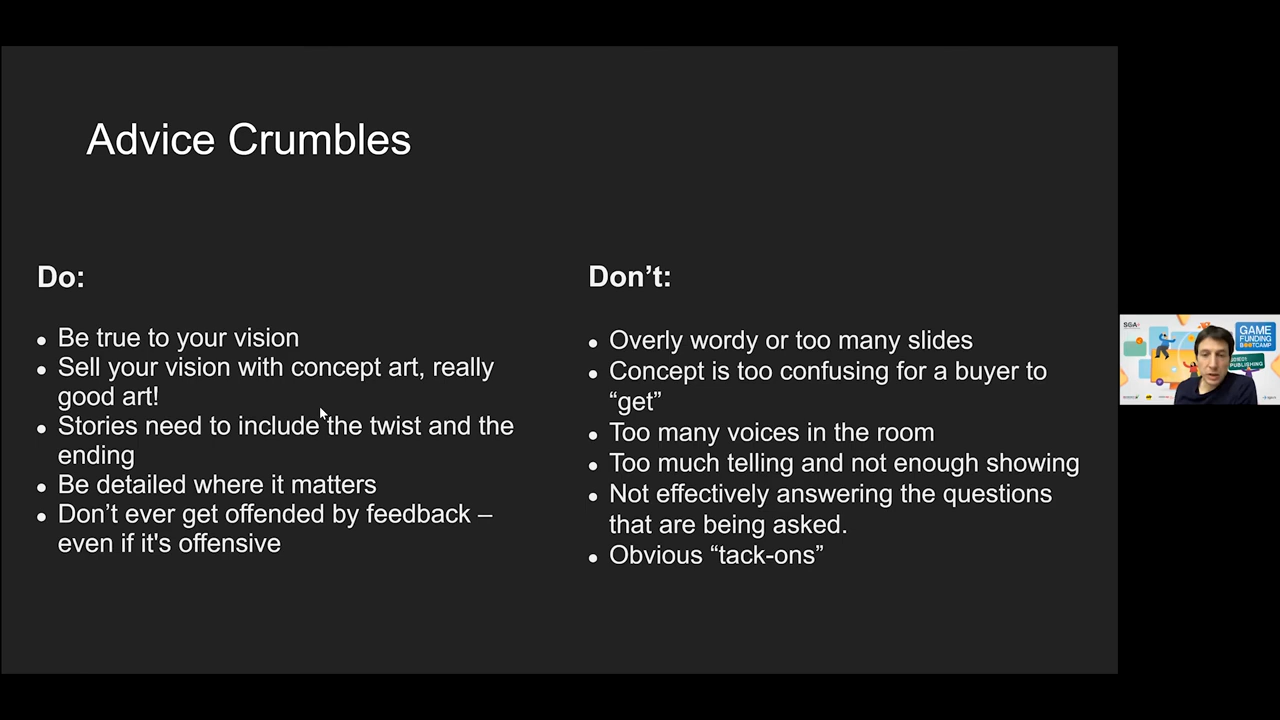 Advice Crumbles
Do:
• Be true to your vision
• Sell your vision with concept art, really
good art!
• Stories need to include the twist and the
ending
• Be detailed where it matters
• Don’t ever get offended by feedback –
even if it's offensive
Don’t:
• Overly wordy or too many slides
• Concept is too confusing for a buyer to
“get”
• Too many voices in the room
• Too much telling and not enough showing
• Not effectively answering the questions
that are being asked.
• Obvious “tack-ons”
SGA
GAME
FUNDING
BOOTCAMP
PUBLISHING